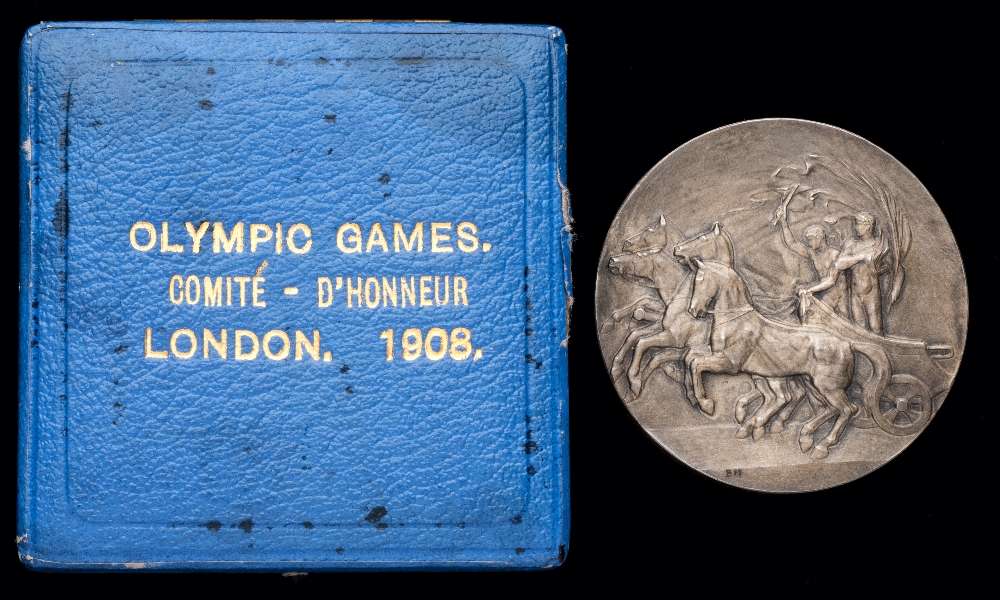 OLYMPIC GAMES.
COMITÉ - D'HONNEUR
LONDON. 1908.